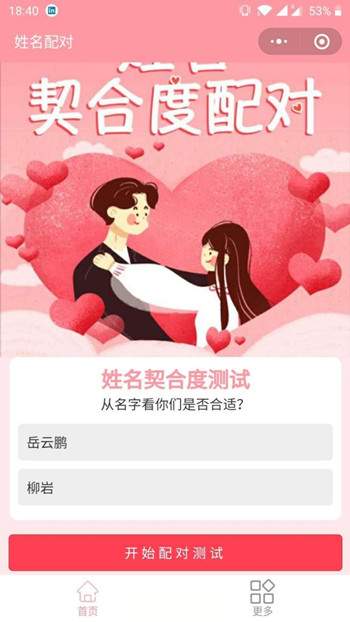 18:40 in 53%
姓名配对
契合度配对
姓名契合度测试
从名字看你们是否合适?
岳云鹏
柳岩
开始配对测试
首页 更多